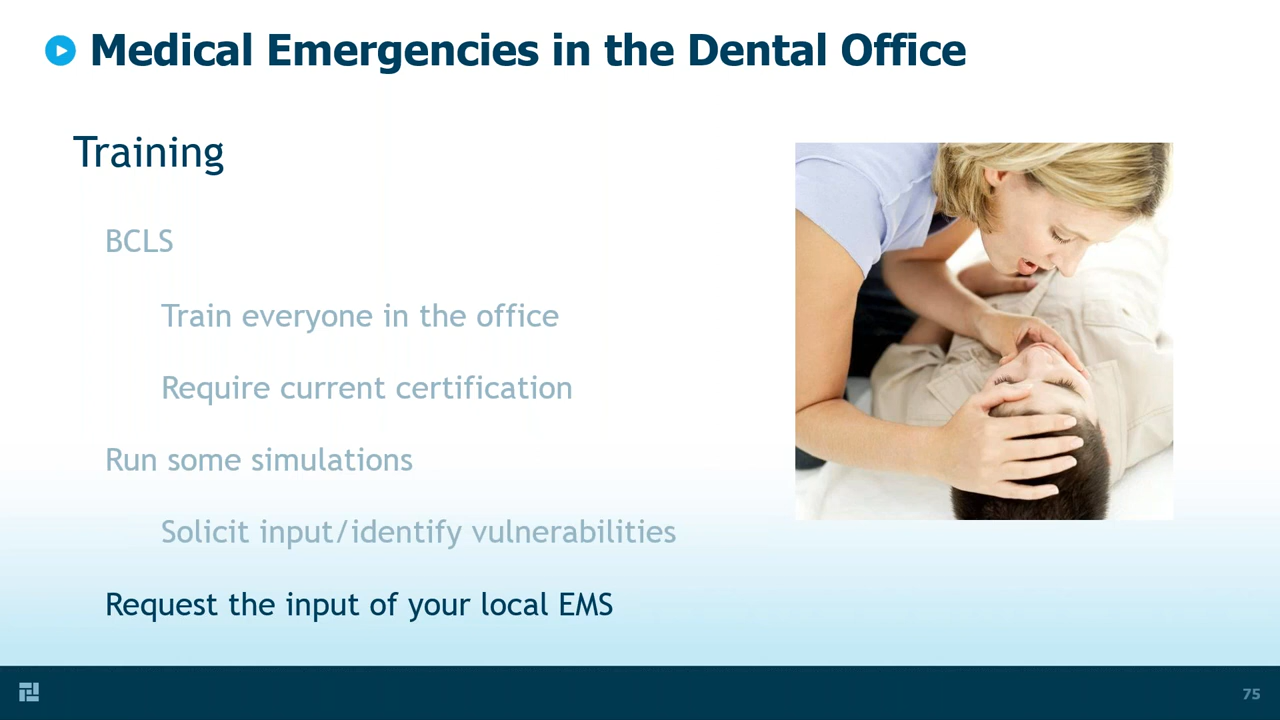 Medical Emergencies in the Dental Office
Training
BCLS
Train everyone in the office
Require current certification
Run some simulations
Solicit input/identify vulnerabilities
Request the input of your local EMS
75